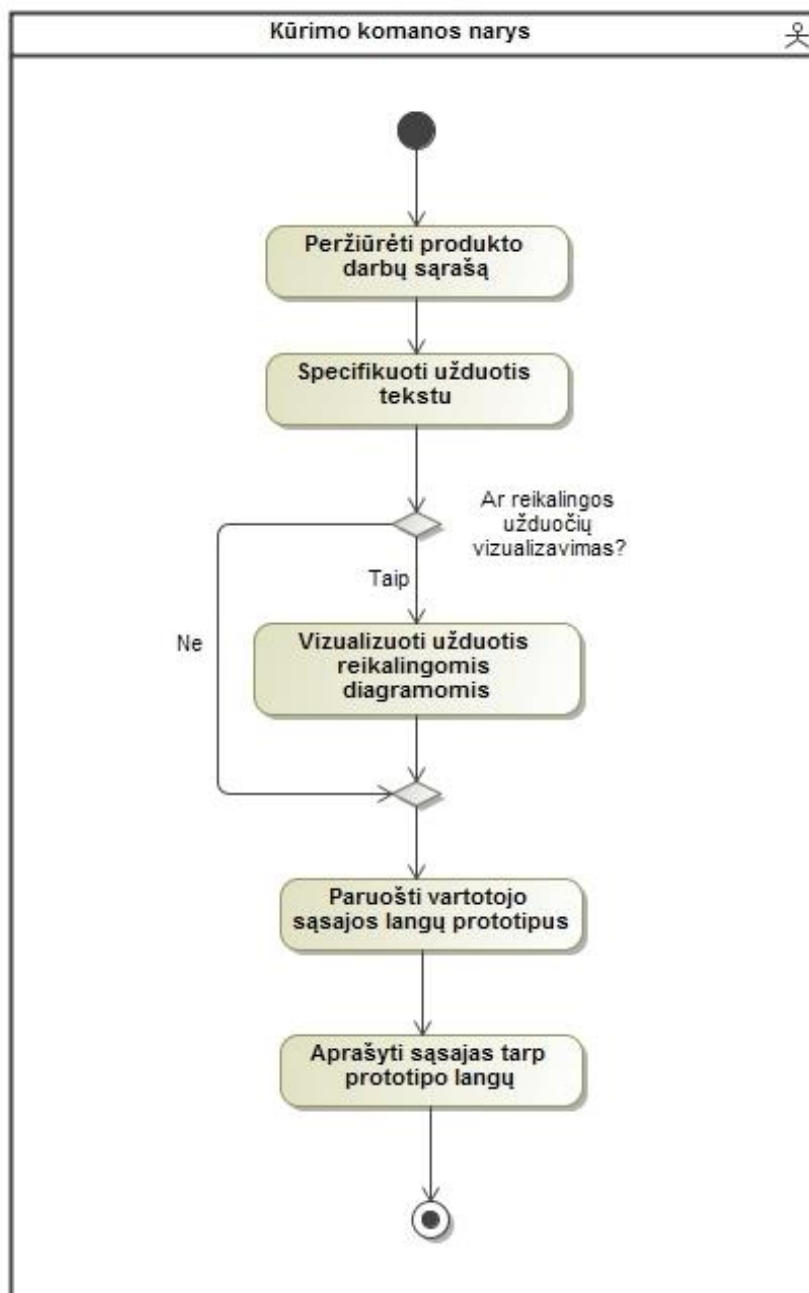 Kūrimo komanos narys
Peržiūrėti produkto
darbų sąrašą
Specifikuoti užduotis
tekstu
Ar reikalingos
užduočių
vizualizavimas?
Taip
Ne
Vizualizuoti užduotis
reikalingomis
diagramomis
Paruošti vartotojo
sąsajos langų prototipus
Aprašyti sąsajas tarp
prototipo langų